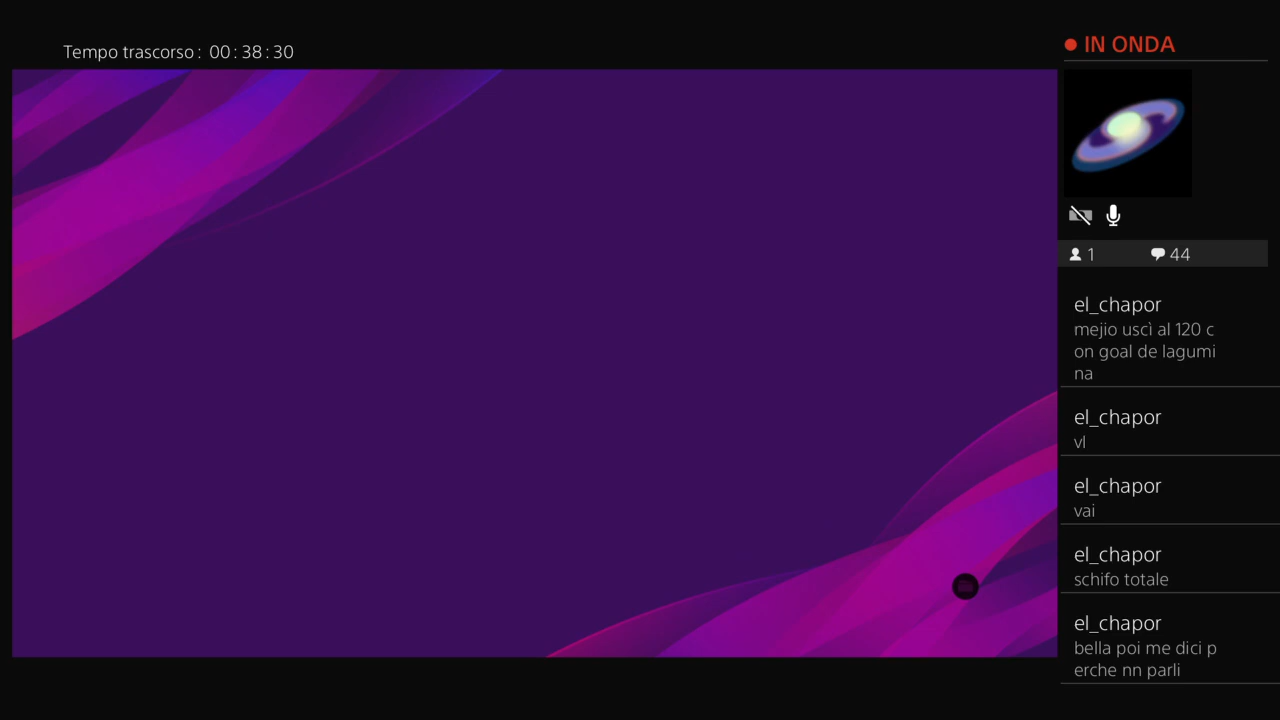 Tempo trascorso : 00:38:30
IN ONDA
1 44
el_chapor
mejio uscì al 120 c
on goal de lagumi
na
el_chapor
vl
el_chapor
vai
el_chapor
schifo totale
el_chapor
bella poi me dici p
erche nn parli